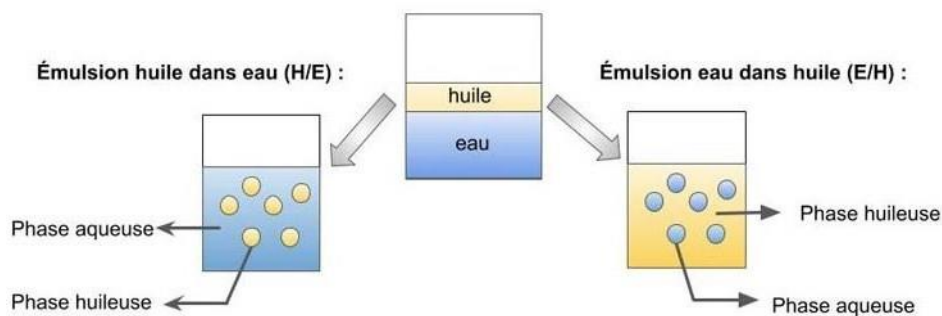 Émulsion huile dans eau (H/E) :
huile
eau
Phase aqueuse
Phase huileuse
Émulsion eau dans huile (E/H) :
Phase huileuse
Phase aqueuse